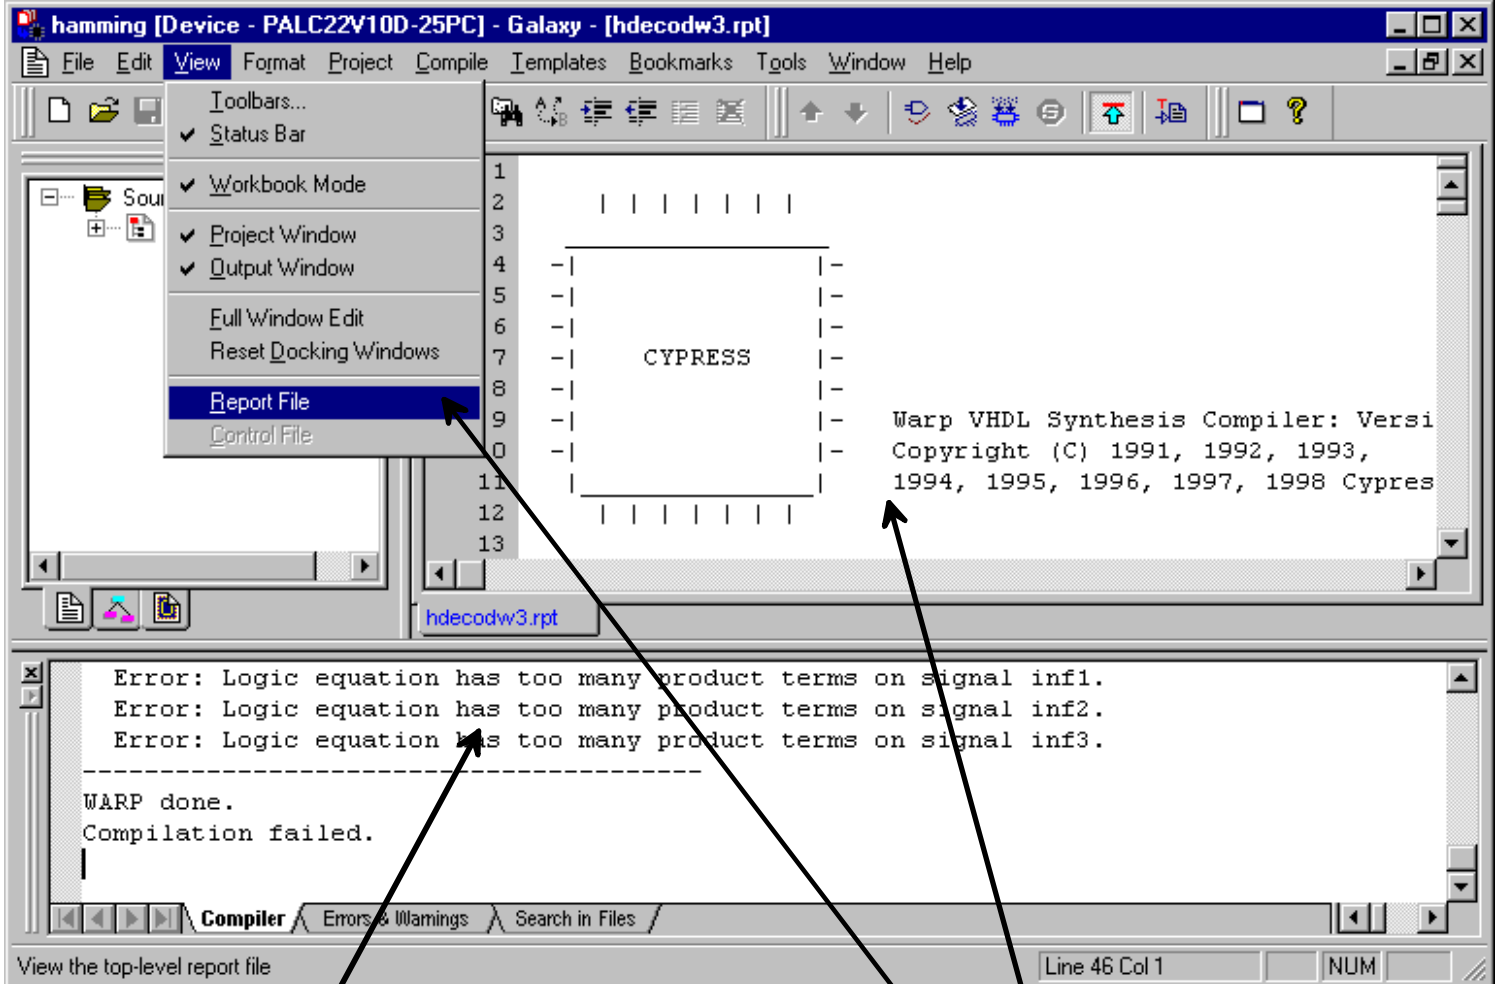 hamming [Device - PALC22V10D-25PC] - Galaxy - [hdecodw3.rpt]
File Edit View Format Project Compile Templates Bookmarks Tools Window Help
Toolbars...
Status Bar
Workbook Mode
Project Window
Output Window
Full Window Edit
Reset Docking Windows
Report File
Control File
Sour
1
2 | | | | | | |
3 _________________
4 -| |-
5 -| |-
6 -| |-
7 -| CYPRESS |-
8 -| |-
9 -| |- Warp VHDL Synthesis Compiler: Versi
0 -| |- Copyright (C) 1991, 1992, 1993,
11 |_______________| 1994, 1995, 1996, 1997, 1998 Cypres
12 | | | | | | |
13
hdecodw3.rpt
Error: Logic equation has too many product terms on signal inf1.
Error: Logic equation has too many product terms on signal inf2.
Error: Logic equation has too many product terms on signal inf3.
----------------------------------------
WARP done.
Compilation failed.
Compiler Errors & Warnings Search in Files
View the top-level report file Line 46 Col 1 NUM